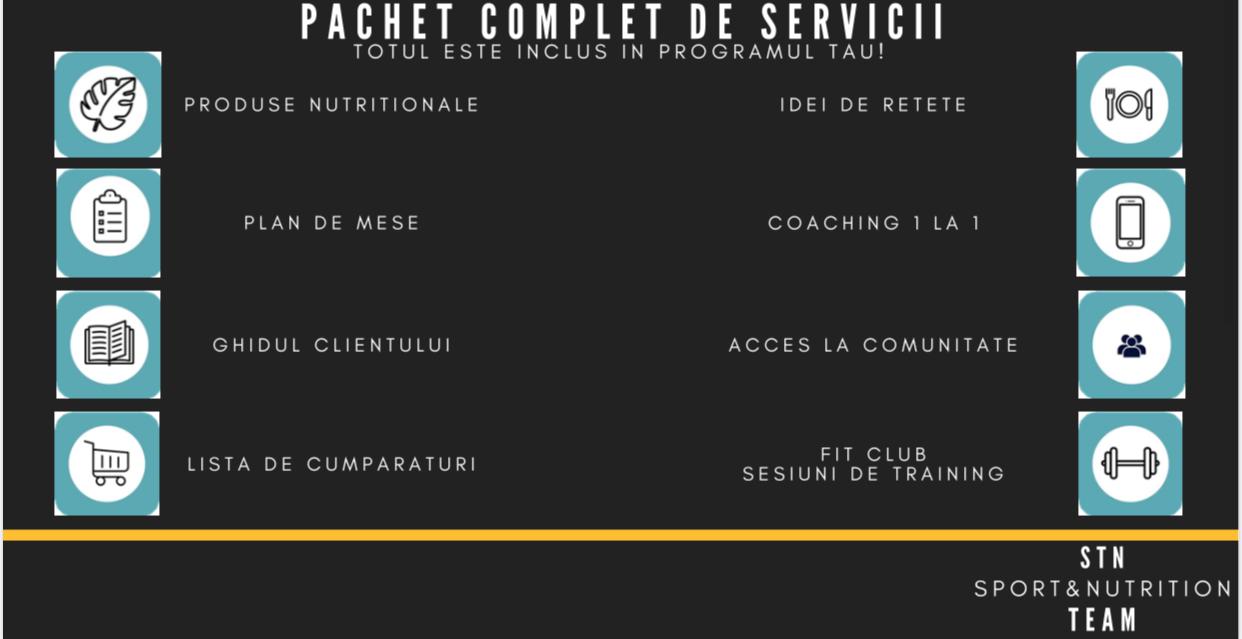 PACHET COMPLET DE SERVICII
TOTUL ESTE INCLUS IN PROGRAMUL TAU!
PRODUSE NUTRITIONALE
PLAN DE MESE
GHIDUL CLIENTULUI
LISTA DE CUMPARATURI
IDEI DE RETETE
COACHING 1 LA 1
ACCES LA COMUNITATE
FIT CLUB
SESIUNI DE TRAINING
STN
SPORT&NUTRITION
TEAM